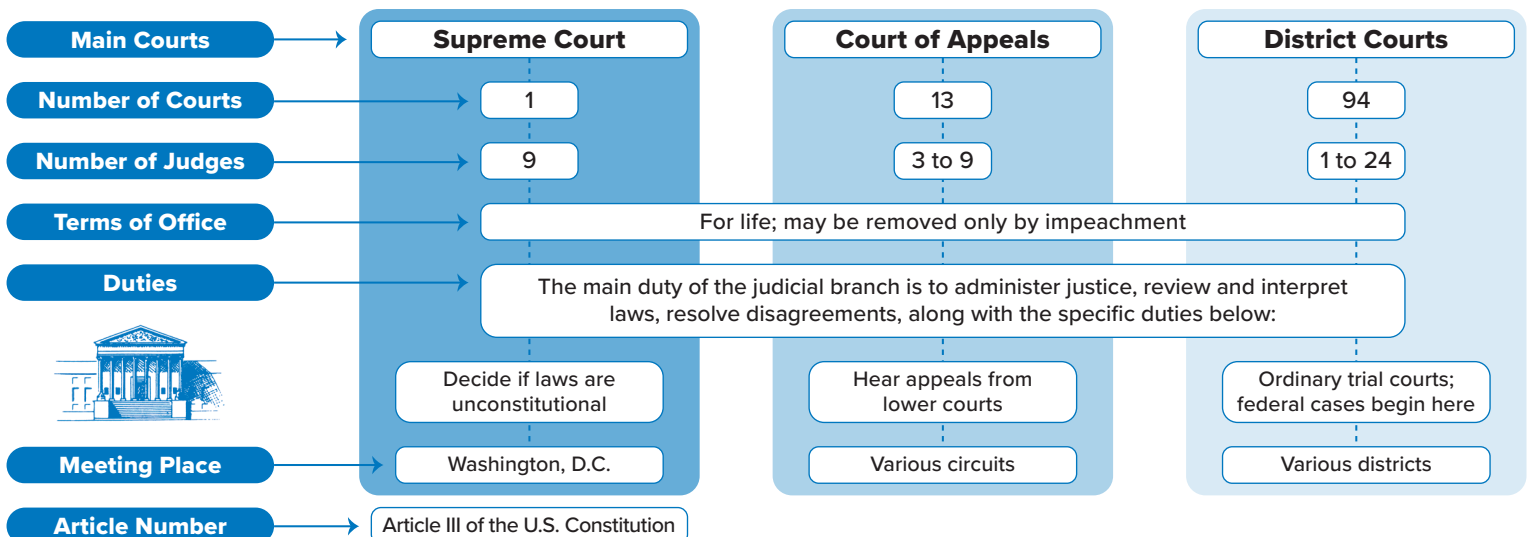 Main Courts
Supreme Court
Court of Appeals
District Courts
Number of Courts
1
13
94
Number of Judges
9
3 to 9
1 to 24
Terms of Office
For life; may be removed only by impeachment
Duties
The main duty of the judicial branch is to administer justice, review and interpret
laws, resolve disagreements, along with the specific duties below:
Decide if laws are
unconstitutional
Hear appeals from
lower courts
Ordinary trial courts;
federal cases begin here
Meeting Place
Washington, D.C.
Various circuits
Various districts
Article Number
Article III of the U.S. Constitution